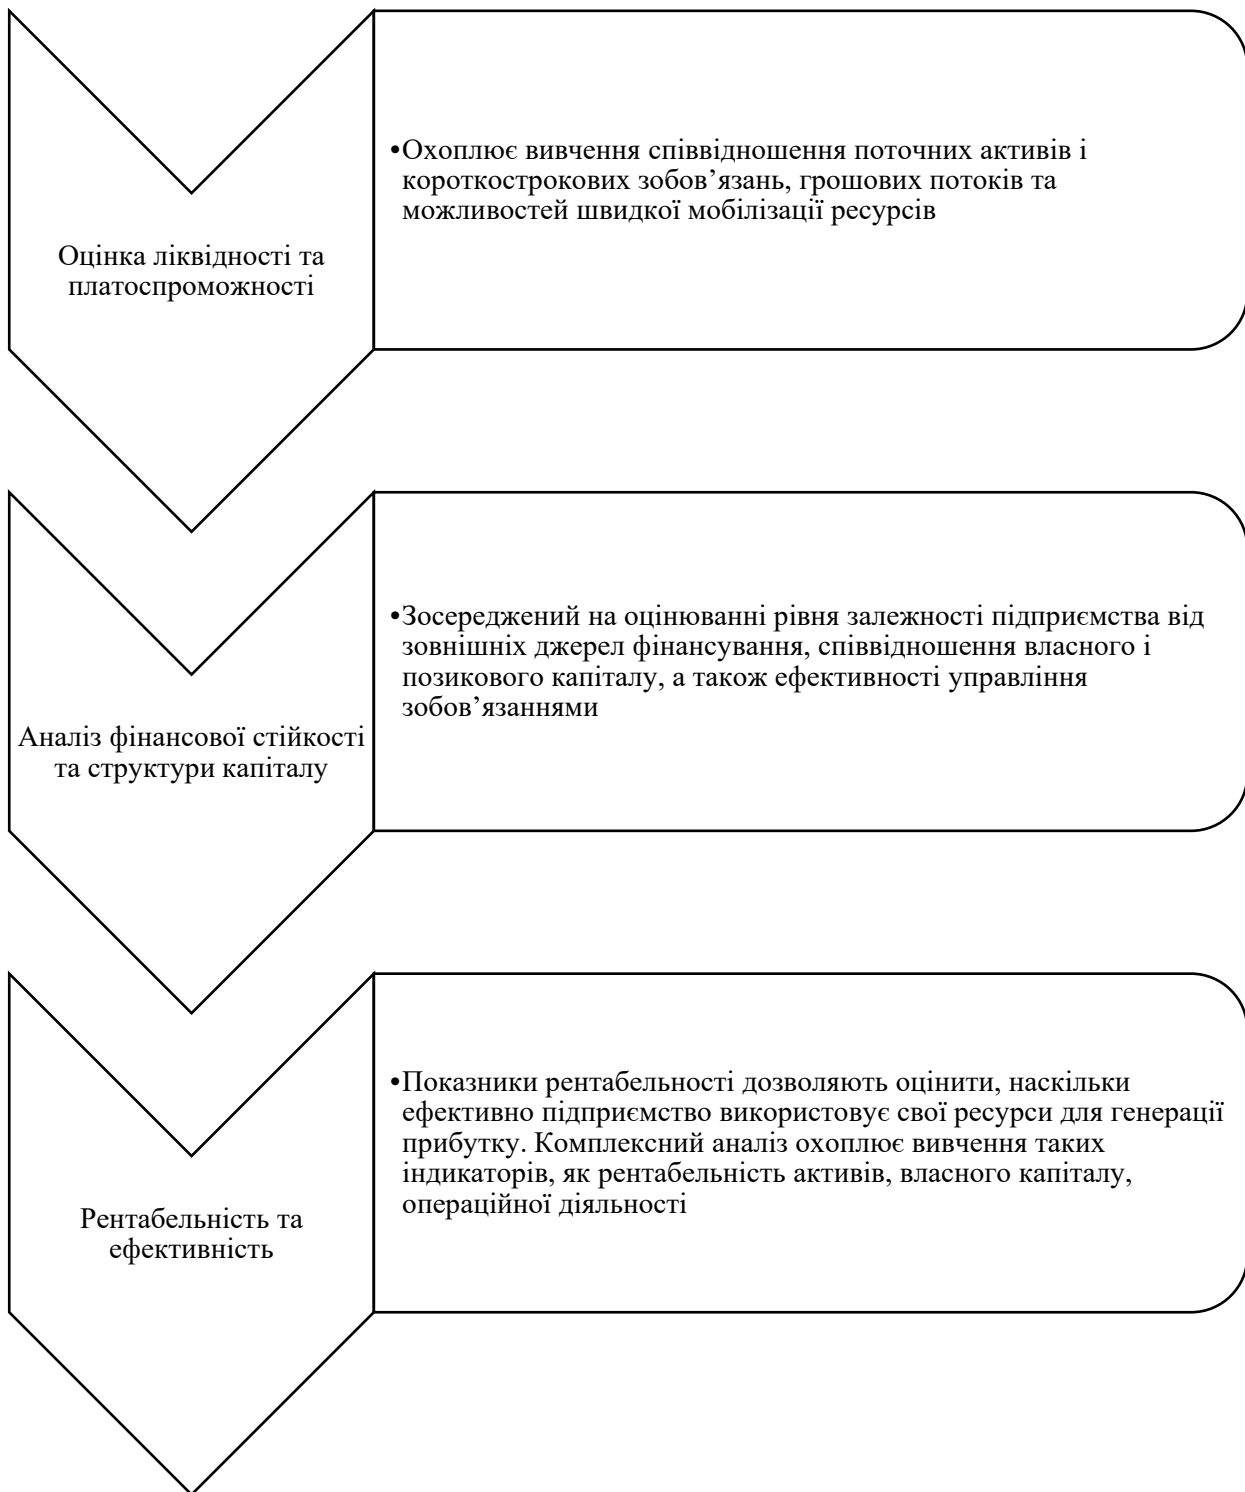 •Охоплює вивчення співвідношення поточних активів і
короткострокових зобов’язань, грошових потоків та
можливостей швидкої мобілізації ресурсів
Оцінка ліквідності та
платоспроможності
•Зосереджений на оцінюванні рівня залежності підприємства від
зовнішніх джерел фінансування, співвідношення власного і
позикового капіталу, а також ефективності управління
зобов’язаннями
Аналіз фінансової стійкості
та структури капіталу
•Показники рентабельності дозволяють оцінити, наскільки
ефективно підприємство використовує свої ресурси для генерації
прибутку. Комплексний аналіз охоплює вивчення таких
індикаторів, як рентабельність активів, власного капіталу,
операційної діяльності
Рентабельність та
ефективність